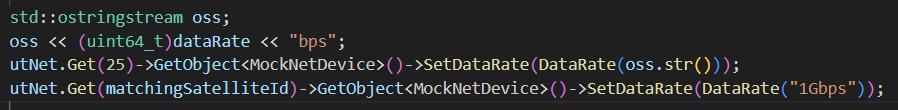 std::ostringstream oss;
oss << (uint64_t)dataRate << "bps";
utNet.Get(25)->GetObject<MockNetDevice>()->SetDataRate(DataRate(oss.str()));
utNet.Get(matchingSatelliteId)->GetObject<MockNetDevice>()->SetDataRate(DataRate("1Gbps"));